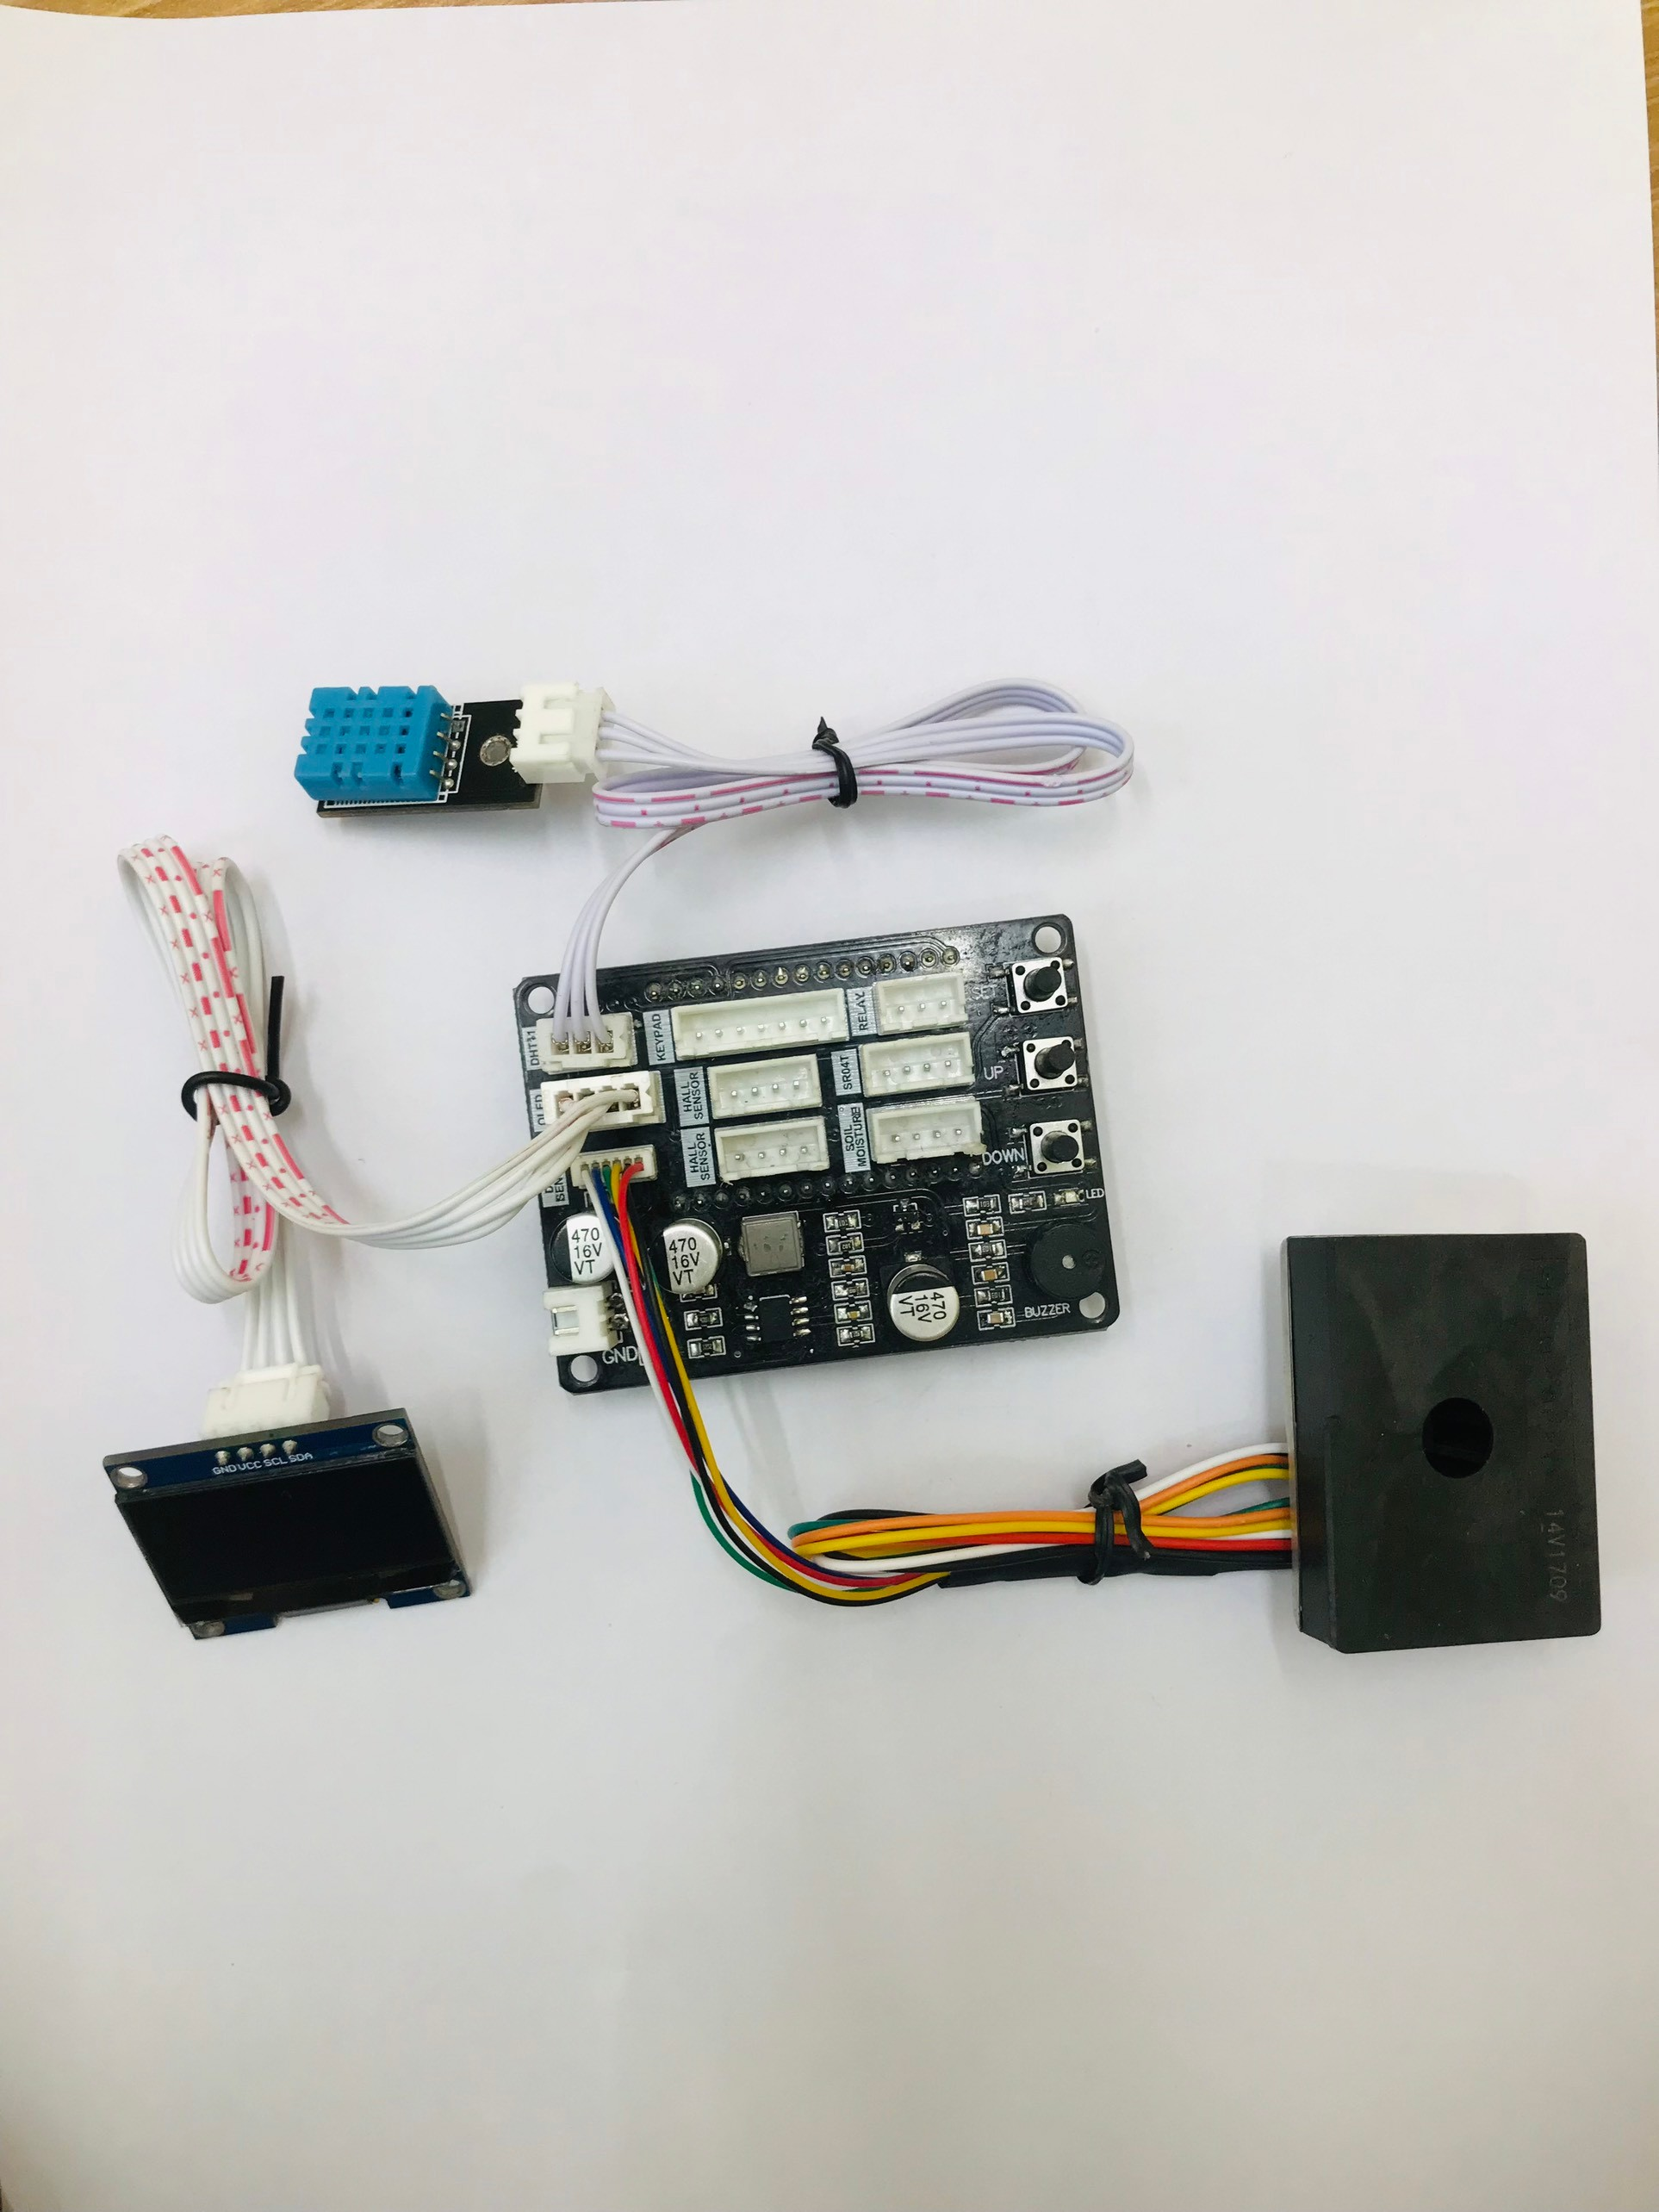 DHT11
KEYPAD
RELAY
SET
OLED
HALL
SENSOR
SR04T
UP
HALL
SENSOR
SOIL
MOISTURE
DOWN
LED
470
16V
VT
470
16V
VT
470
16V
VT
BUZZER
GND
GND VCC SCL SDA
14V1709